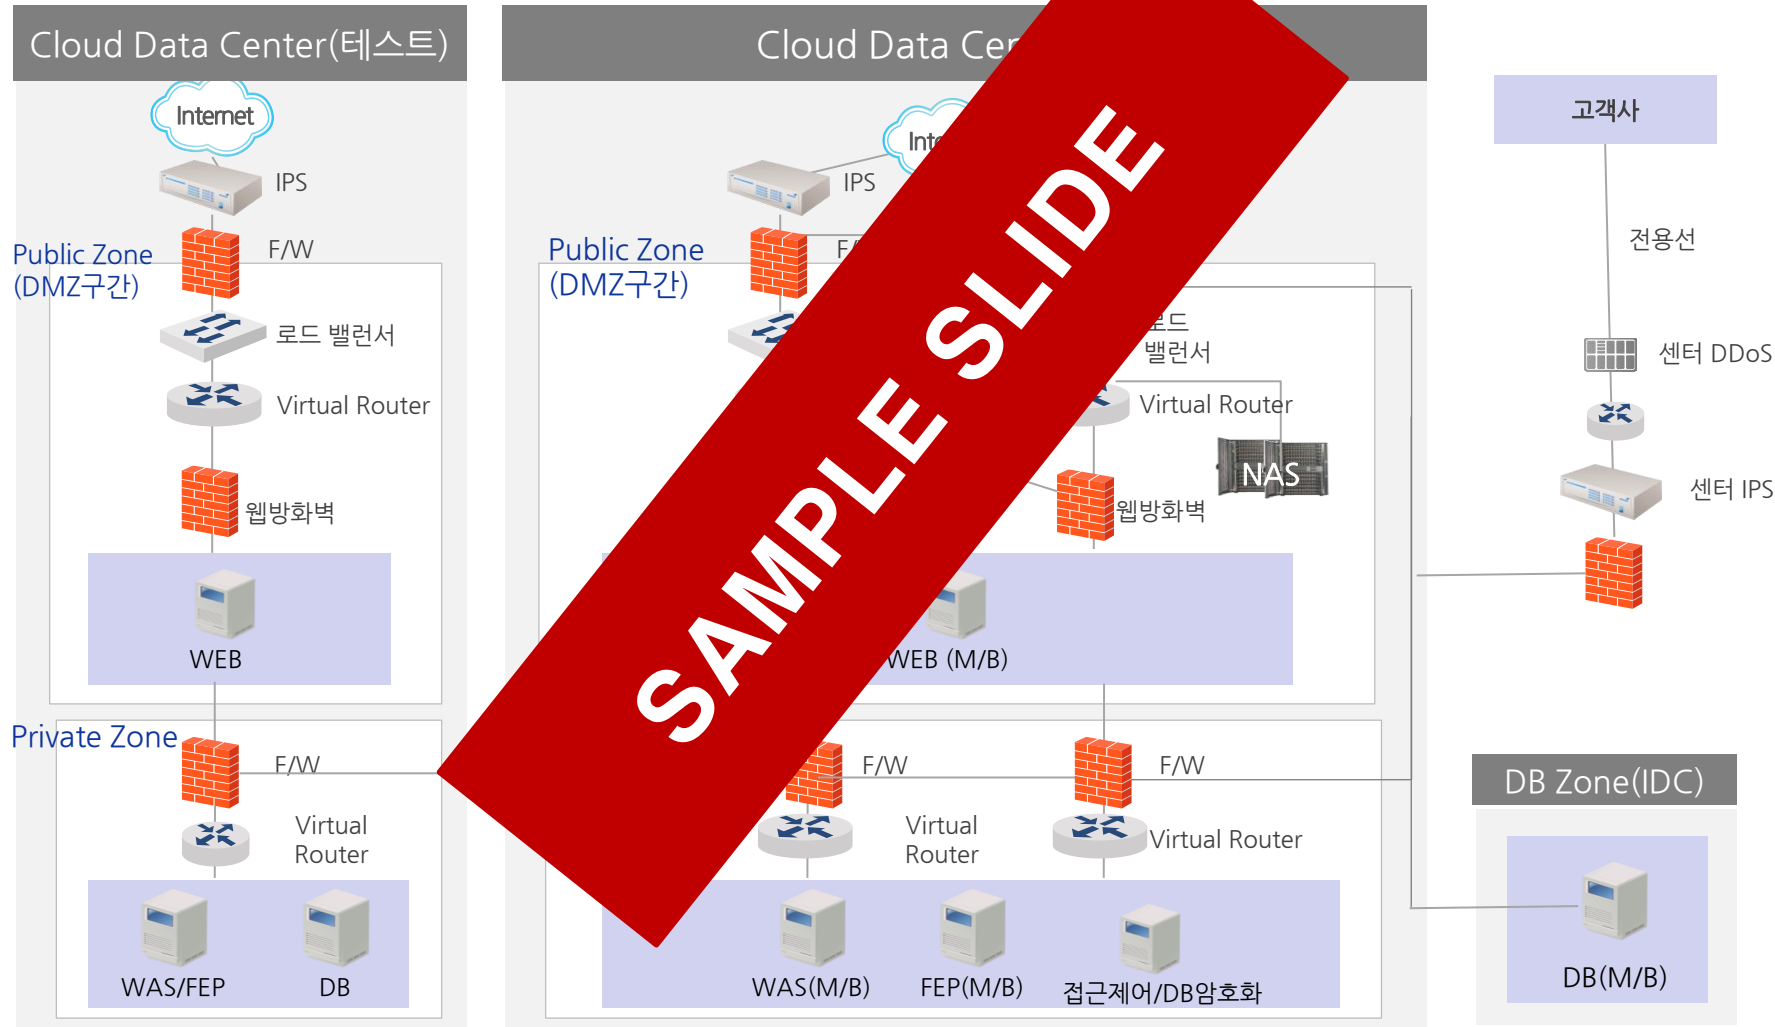 Cloud Data Center(테스트)
Internet
IPS
F/W
Public Zone
(DMZ구간)
로드 밸런서
Virtual Router
웹방화벽
WEB
Private Zone
F/W
Virtual
Router
WAS/FEP
DB
Cloud Data
IPS
Public Zone
(DMZ구간)
밸런서
Virtual Router
NAS
웹방화벽
WEB (M/B)
F/W
F/W
Virtual
Router
Virtual Router
WAS(M/B)
FEP(M/B)
접근제어/DB암호화
SAMPLE SLIDE
고객사
전용선
센터 DDoS
센터 IPS
DB Zone(IDC)
DB(M/B)